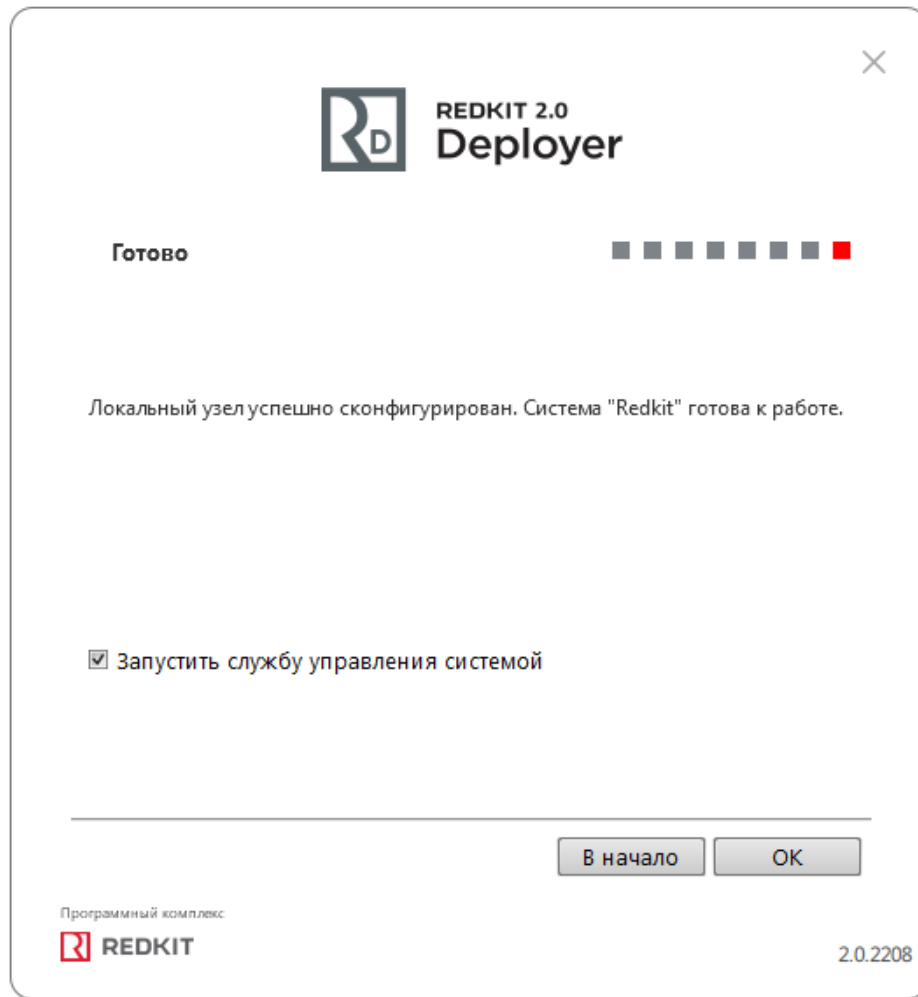 REDKIT 2.0
Deployer
Готово
Локальный узел успешно сконфигурирован. Система "Redkit" готова к работе.
Запустить службу управления системой
В начало
OK
Программный комплекс
REDKIT
2.0.2208